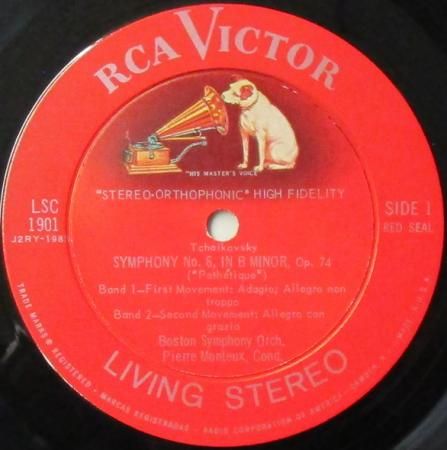 RCA VICTOR
"HIS MASTER'S VOICE"
"STEREO-ORTHOPHONIC" HIGH FIDELITY
LSC
1901
J2RY-198
SIDE 1
RED SEAL
Tchaikovsky
SYMPHONY No. 6, IN B MINOR, Op. 74
("Pathétique")
Band 1—First Movement: Adagio; Allegro non
troppo
Band 2—Second Movement: Allegro con
grazia
Boston Symphony Orch.
Pierre Monteux, Cond.
LIVING STEREO
TRADE MARKS ® REGISTERED • MARCAS REGISTRADAS • RADIO CORPORATION OF AMERICA • CAMDEN, N.J. • MADE IN U.S.A.